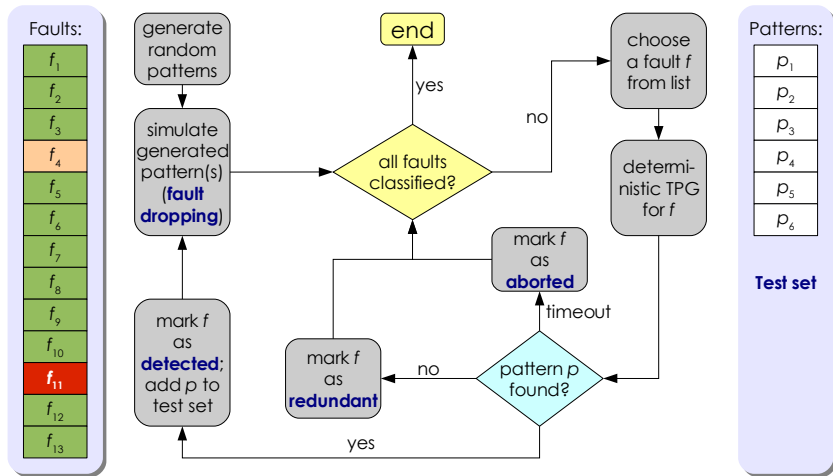 Faults:
f1
f2
f3
f4
f5
f6
f7
f8
f9
f10
f11
f12
f13
generate
random
patterns
simulate
generated
pattern(s)
(fault
dropping)
mark f
as
detected;
add p to
test set
end
yes
all faults
classified?
no
mark f
as
aborted
timeout
mark f
as
redundant
no
pattern p
found?
yes
choose
a fault f
from list
determi-
nistic TPG
for f
Patterns:
p1
p2
p3
p4
p5
p6
Test set